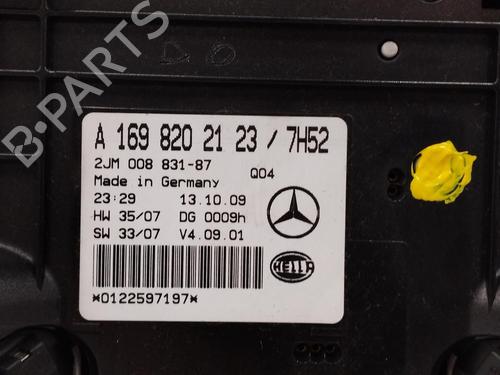 A 169 820 21 23 / 7H52
2JM 008 831-87 Q04
Made in Germany
23:29 13.10.09
HW 35/07 DG 0009h
SW 33/07 V4.09.01
HELLA
*0122597197*